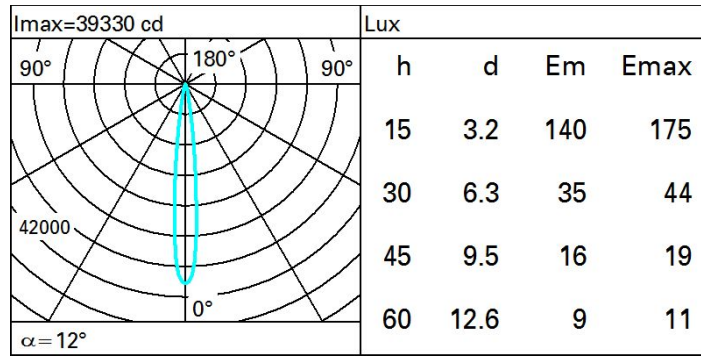 Imax=39330 cd
90° 180° 90°
42000
0°
α=12°
Lux
h d Em Emax
15 3.2 140 175
30 6.3 35 44
45 9.5 16 19
60 12.6 9 11